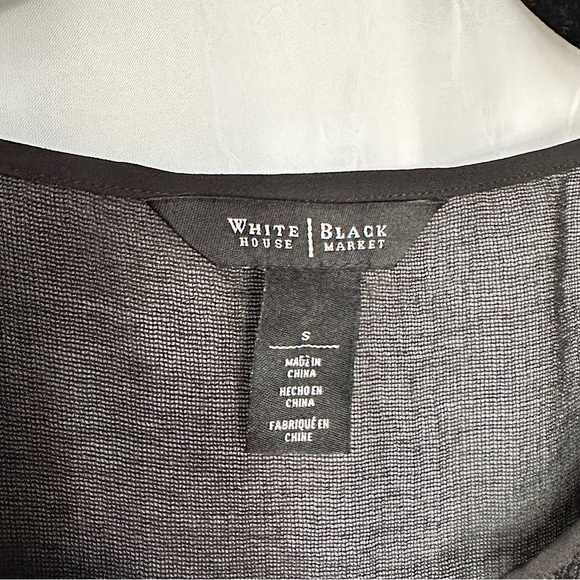 WHITE | BLACK
HOUSE | MARKET
S
MADE IN
CHINA
HECHO EN
CHINA
FABRIQUÉ EN
CHINE